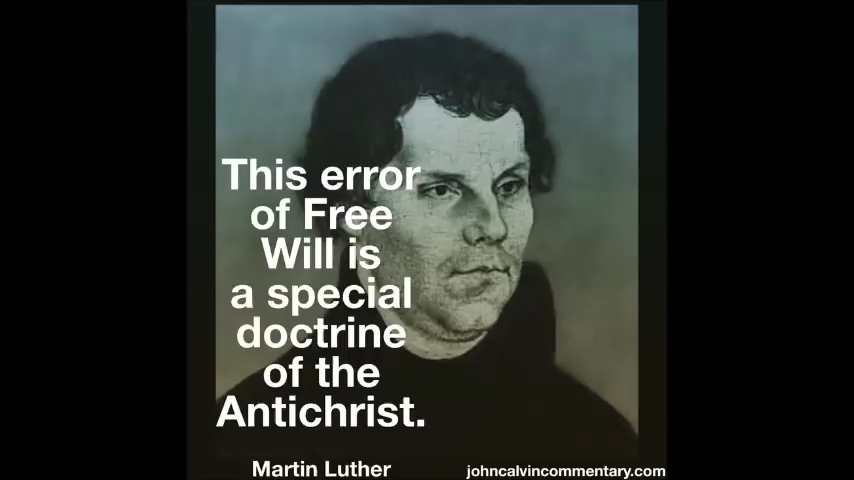 This error
of Free
Will is
a special
doctrine
of the
Antichrist.
Martin Luther
johncalvincommentary.com